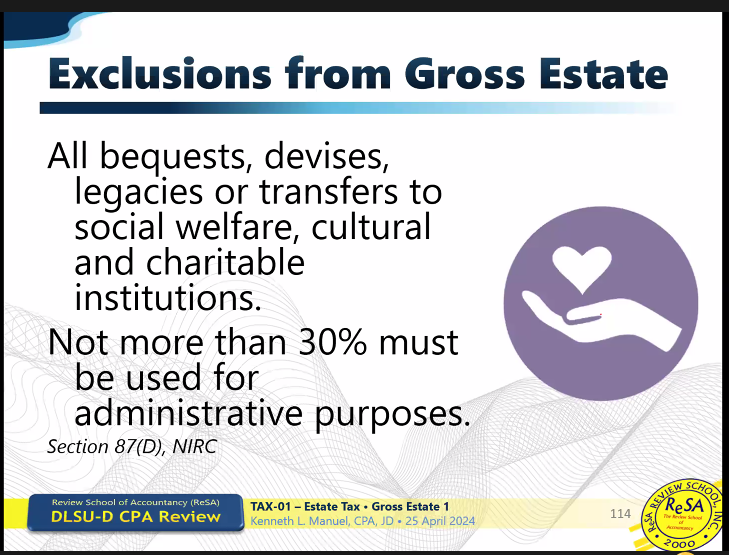 Exclusions from Gross Estate
All bequests, devises,
legacies or transfers to
social welfare, cultural
and charitable
institutions.
Not more than 30% must
be used for
administrative purposes.
Section 87(D), NIRC
Review School of Accountancy (ReSA)
DLSU-D CPA Review
TAX-01 – Estate Tax • Gross Estate 1
Kenneth L. Manuel, CPA, JD • 25 April 2024
114
ReSA REVIEW SCHOOL, INC.
ReSA
The Review School of
Accountancy
• 2000 •